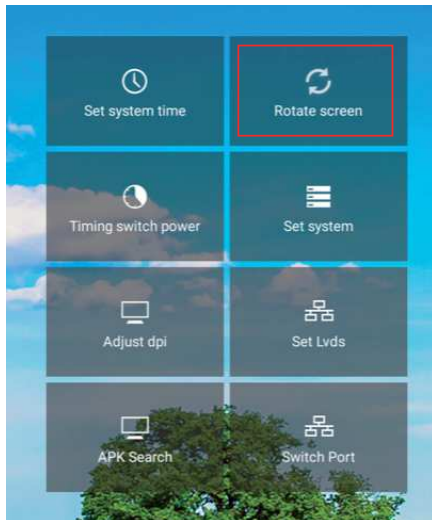 Set system time
Rotate screen
Timing switch power
Set system
Adjust dpi
Set Lvds
APK Search
Switch Port